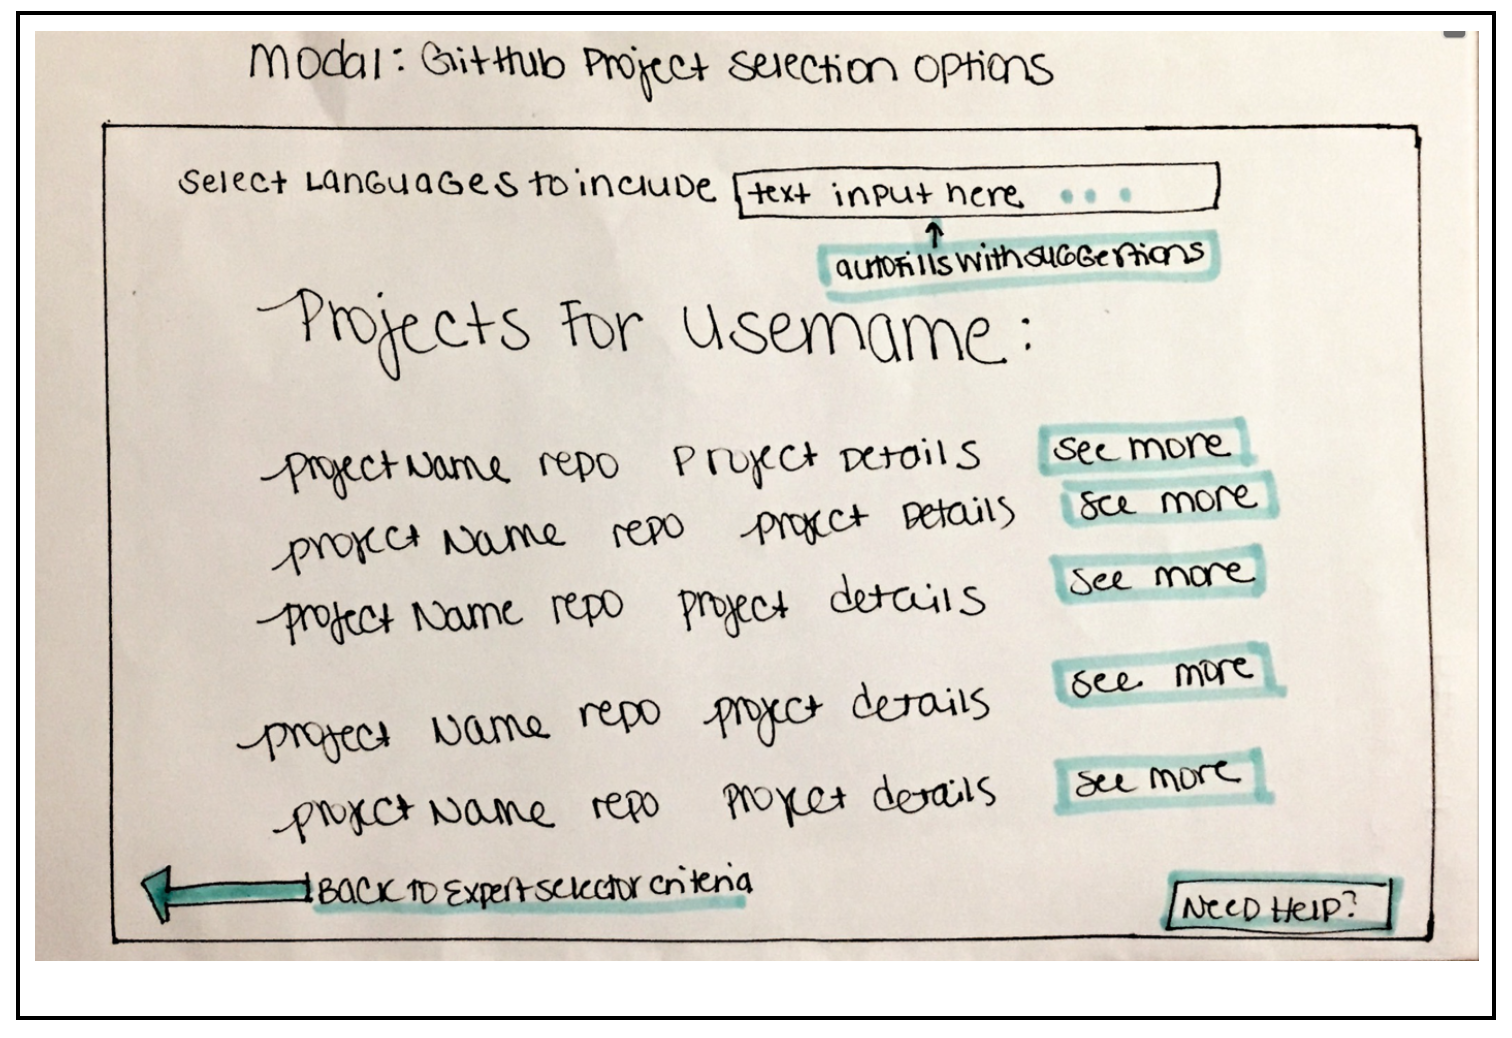 Modal: GitHub Project Selection Options
Select Languages to include text input here ...
autofills with suggestions
Projects For Username:
project Name repo Project Details see more
project Name repo project Details see more
project Name repo project details see more
project Name repo project details see more
project Name repo project details see more
BACK TO Expert selector criteria
NEED HELP?